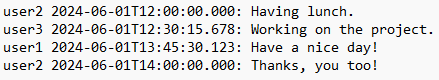 user2 2024-06-01T12:00:00.000: Having lunch.
user3 2024-06-01T12:30:15.678: Working on the project.
user1 2024-06-01T13:45:30.123: Have a nice day!
user2 2024-06-01T14:00:00.000: Thanks, you too!